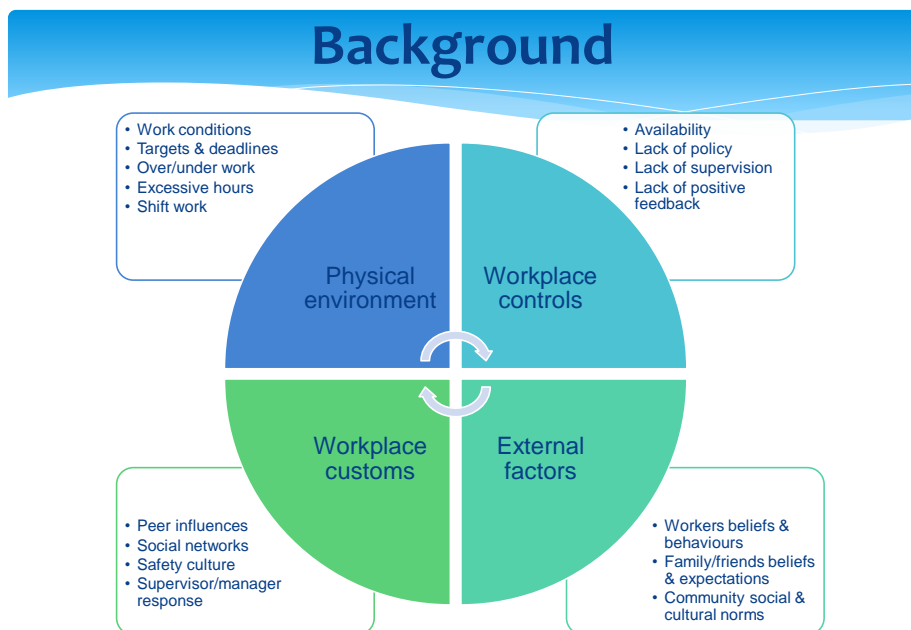 Background
• Work conditions
• Targets & deadlines
• Over/under work
• Excessive hours
• Shift work
• Availability
• Lack of policy
• Lack of supervision
• Lack of positive
feedback
Physical
environment
Workplace
controls
Workplace
customs
External
factors
• Peer influences
• Social networks
• Safety culture
• Supervisor/manager
response
• Workers beliefs &
behaviours
• Family/friends beliefs
& expectations
• Community social &
cultural norms